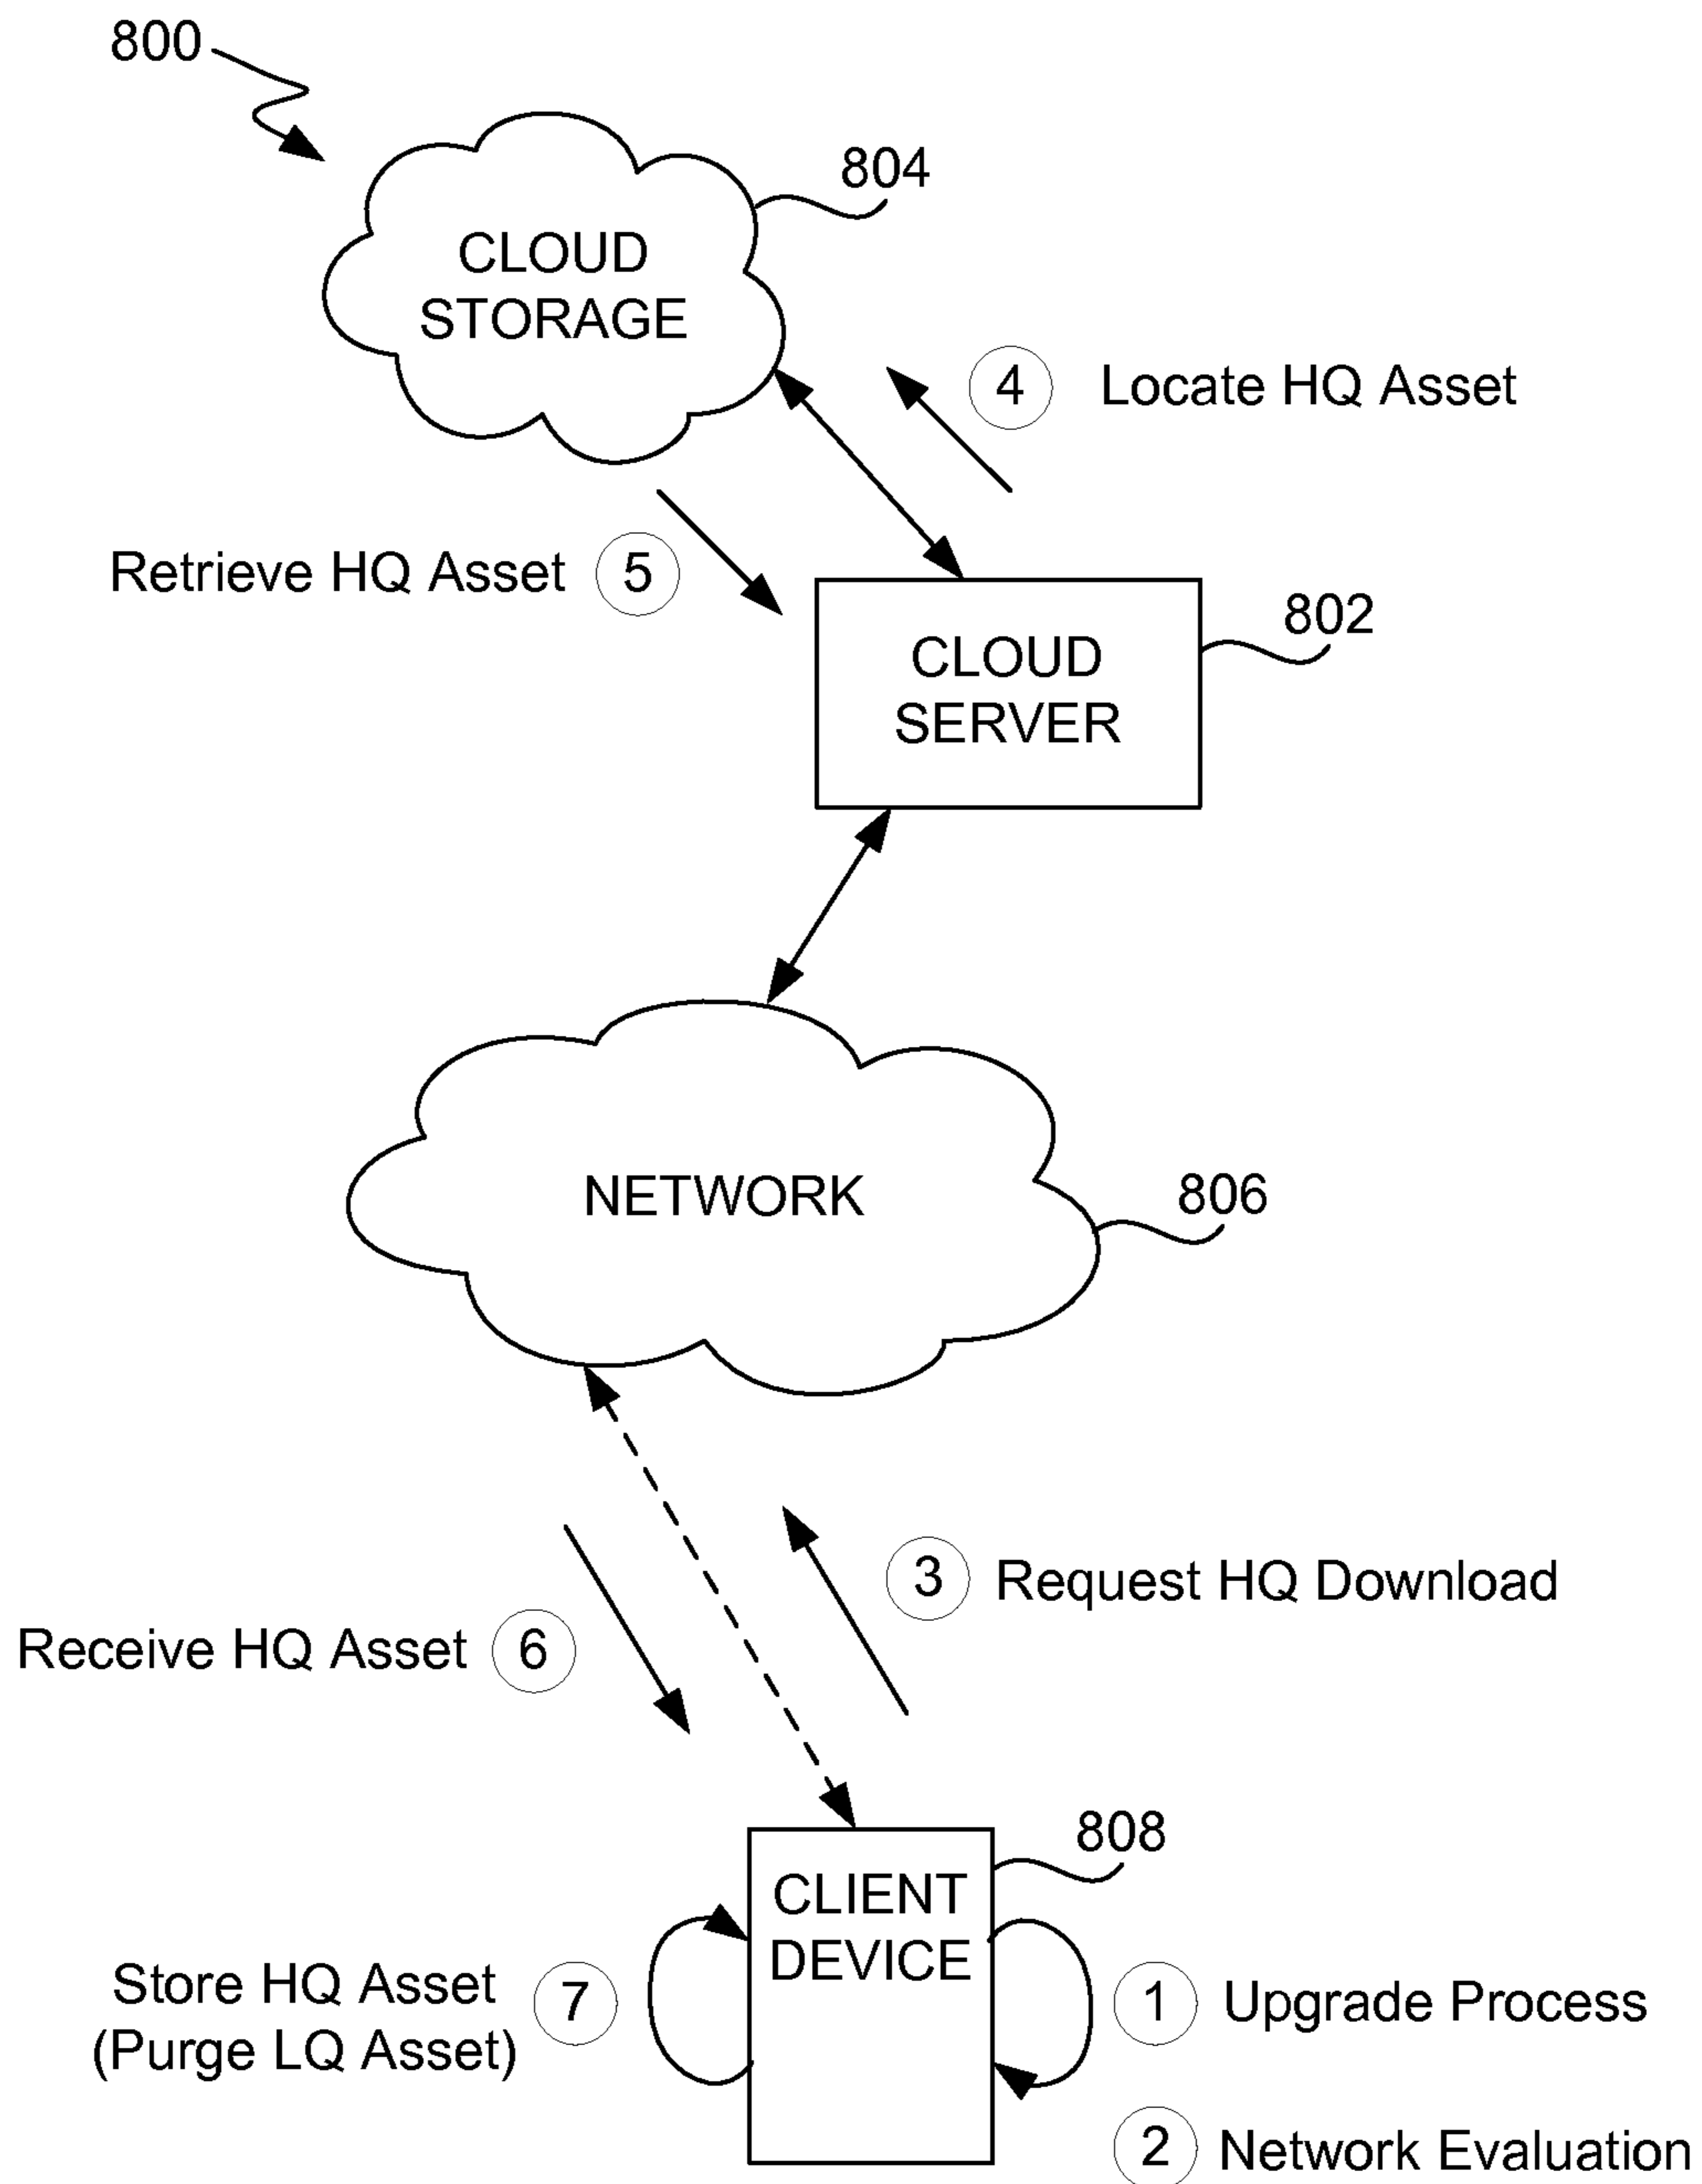 800
804
CLOUD
STORAGE
4 Locate HQ Asset
Retrieve HQ Asset 5
802
CLOUD
SERVER
NETWORK
806
3 Request HQ Download
Receive HQ Asset 6
808
CLIENT
DEVICE
Store HQ Asset
(Purge LQ Asset)
7
1 Upgrade Process
2 Network Evaluation